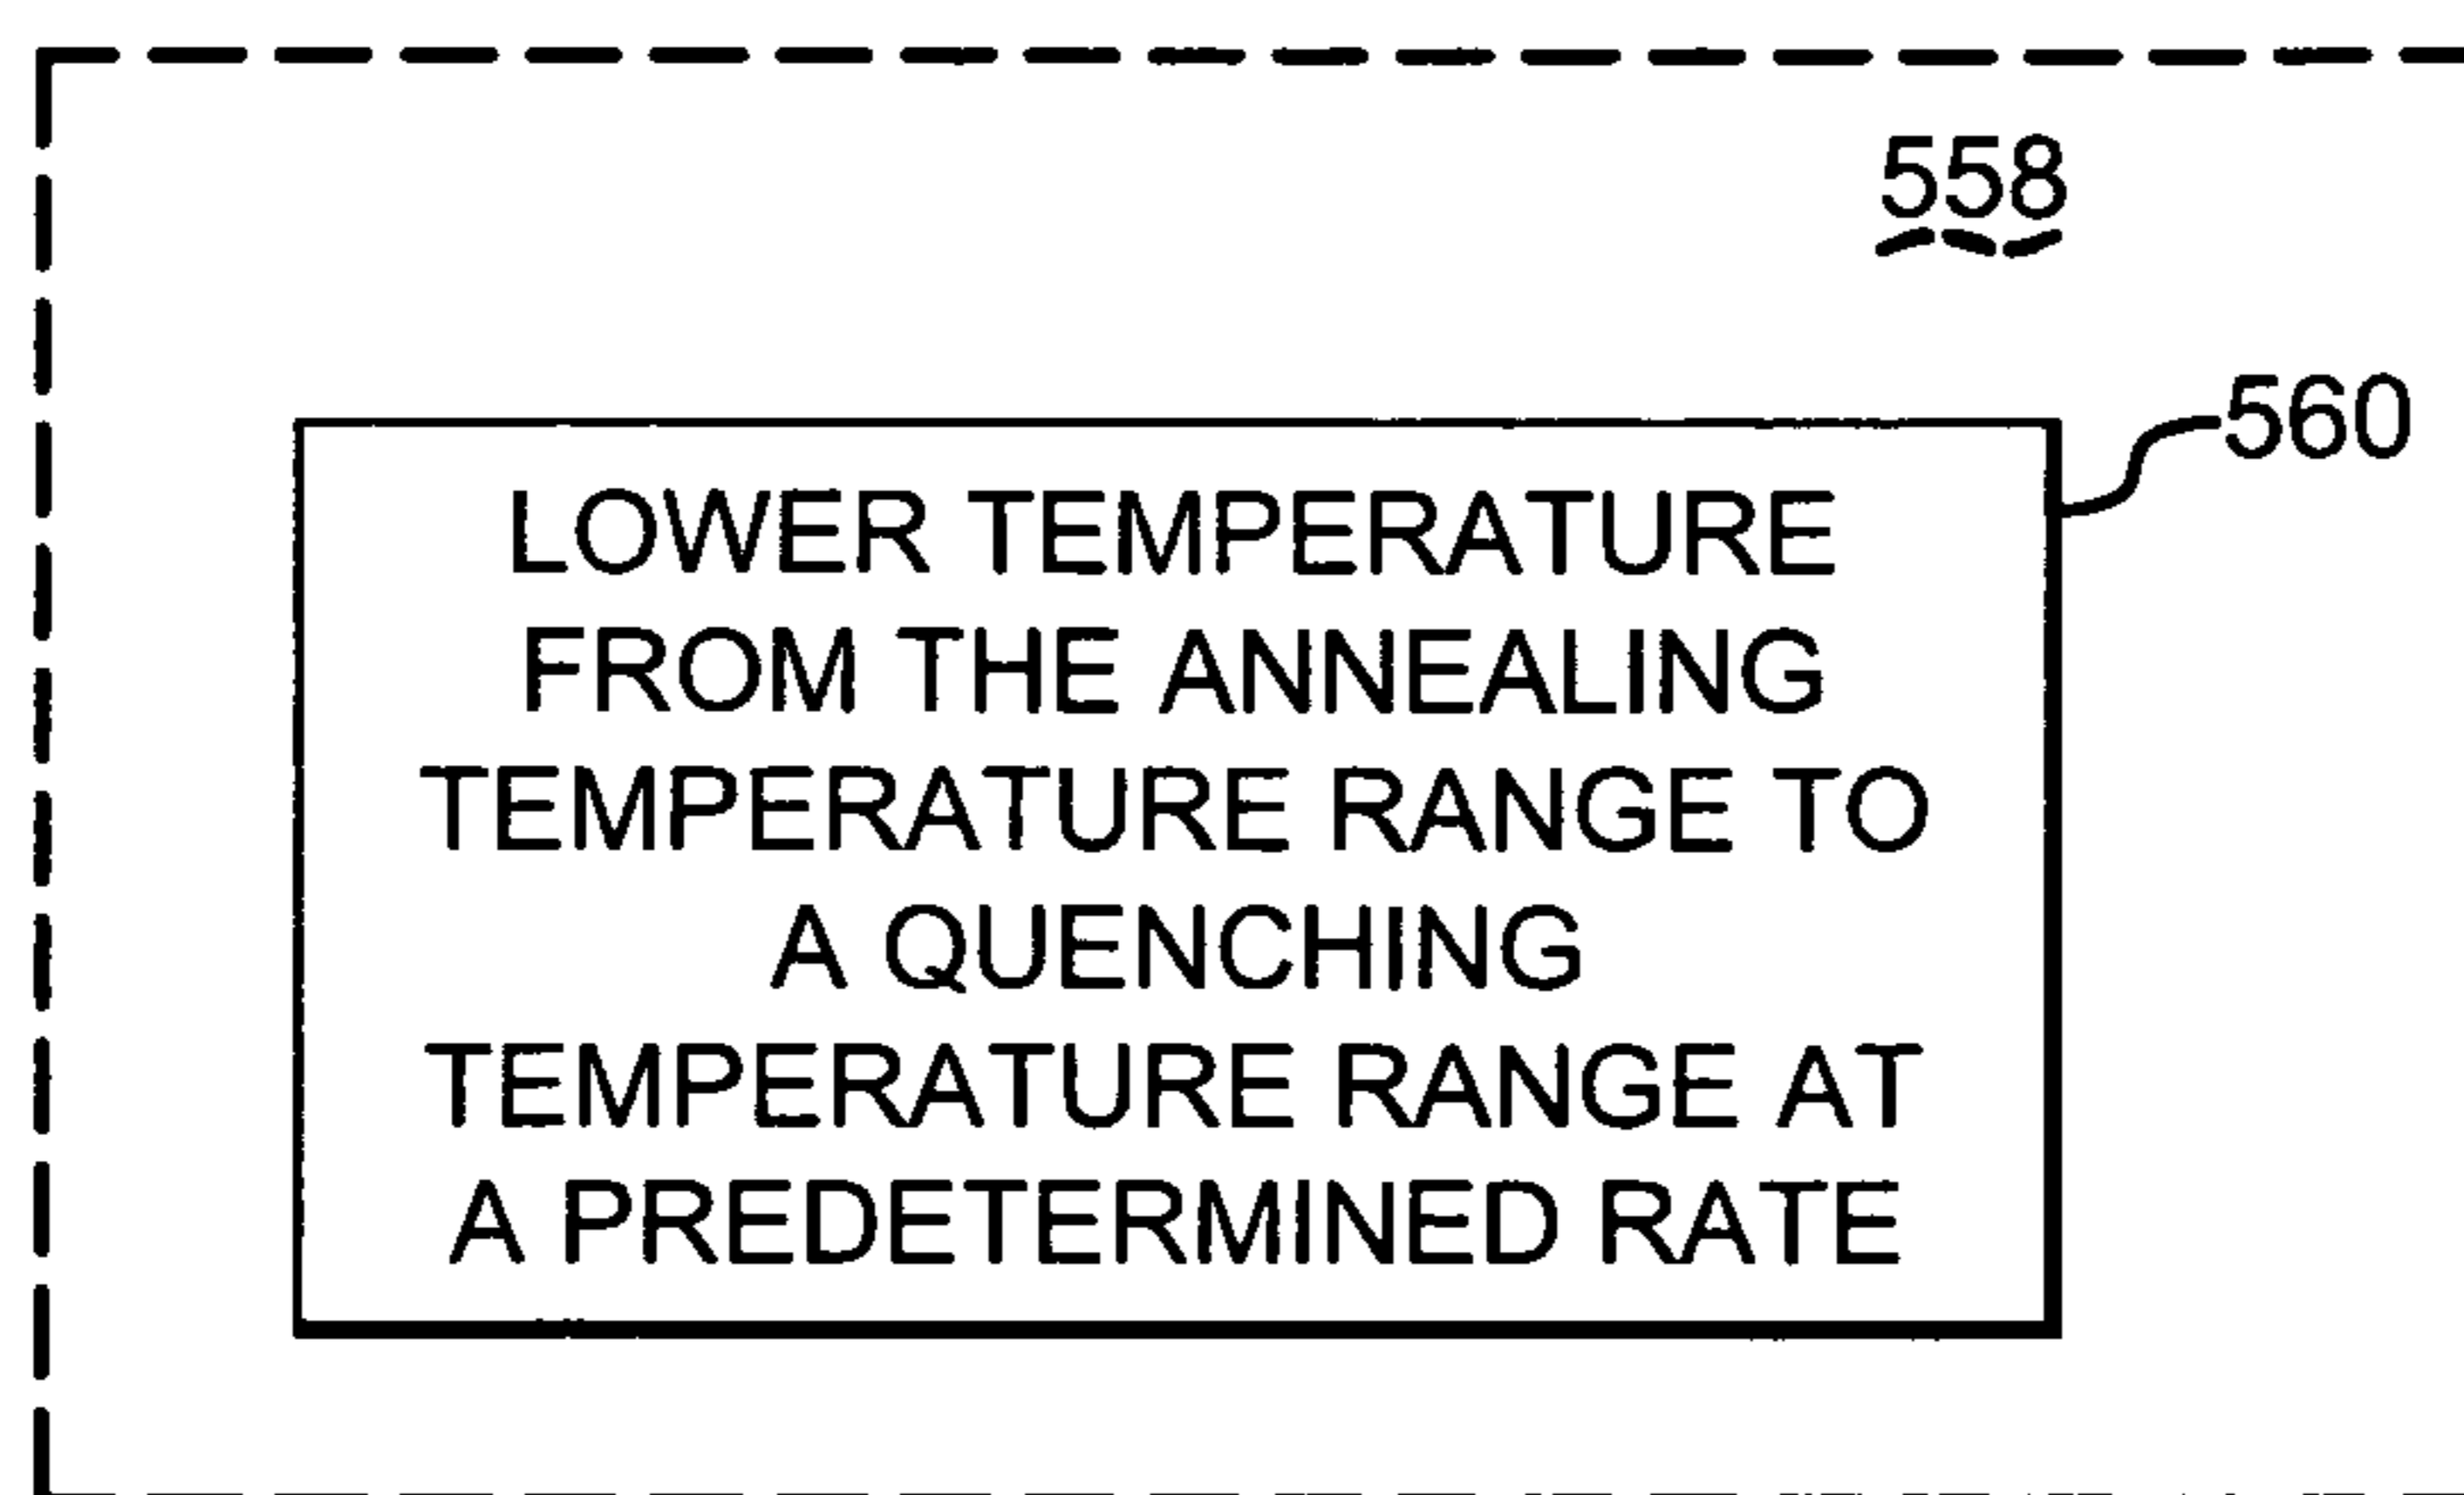 558
560
LOWER TEMPERATURE
FROM THE ANNEALING
TEMPERATURE RANGE TO
A QUENCHING
TEMPERATURE RANGE AT
A PREDETERMINED RATE